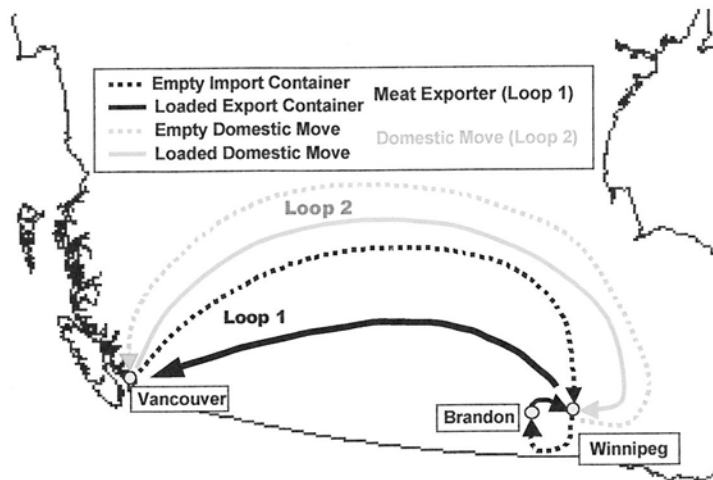 Empty Import Container
Loaded Export Container
Meat Exporter (Loop 1)
Empty Domestic Move
Loaded Domestic Move
Domestic Move (Loop 2)
Loop 2
Loop 1
Vancouver
Brandon
Winnipeg